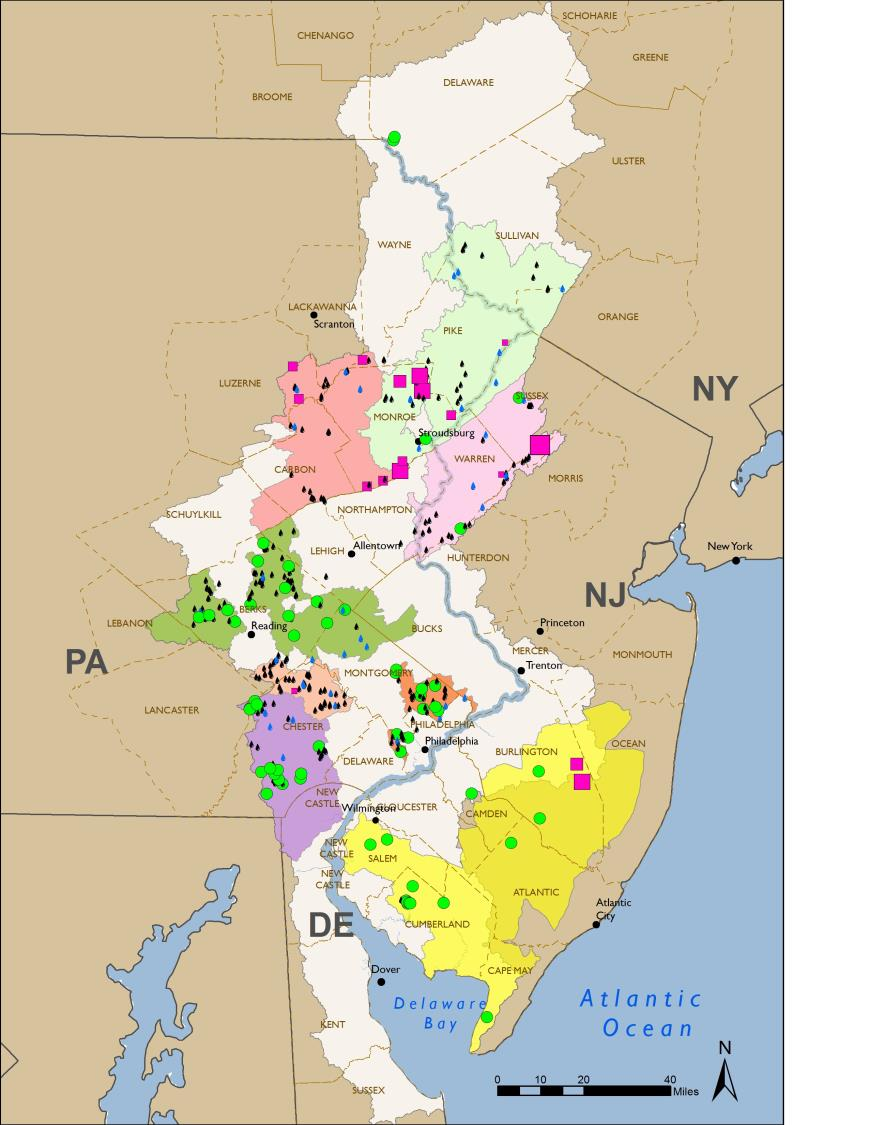 SCHOHARIE
CHENANGO
GREENE
DELAWARE
BROOME
ULSTER
SULLIVAN
WAYNE
LACKAWANNA
Scranton
ORANGE
PIKE
LUZERNE
NY
SUSSEX
MONROE
Stroudsburg
WARREN
CARBON
MORRIS
SCHUYLKILL
NORTHAMPTON
LEHIGH
Allentown
New York
HUNTERDON
NJ
BERKS
LEBANON
Reading
BUCKS
Princeton
PA
MERCER
MONMOUTH
Trenton
MONTGOMERY
LANCASTER
CHESTER
PHILADELPHIA
Philadelphia
OCEAN
BURLINGTON
DELAWARE
NEW
CASTLE
Wilmington
GLOUCESTER
CAMDEN
NEW
CASTLE
SALEM
NEW
CASTLE
ATLANTIC
Atlantic
City
DE
CUMBERLAND
Dover
CAPE MAY
Delaware
Bay
Atlantic
Ocean
KENT
N
0 10 20 40
Miles
SUSSEX